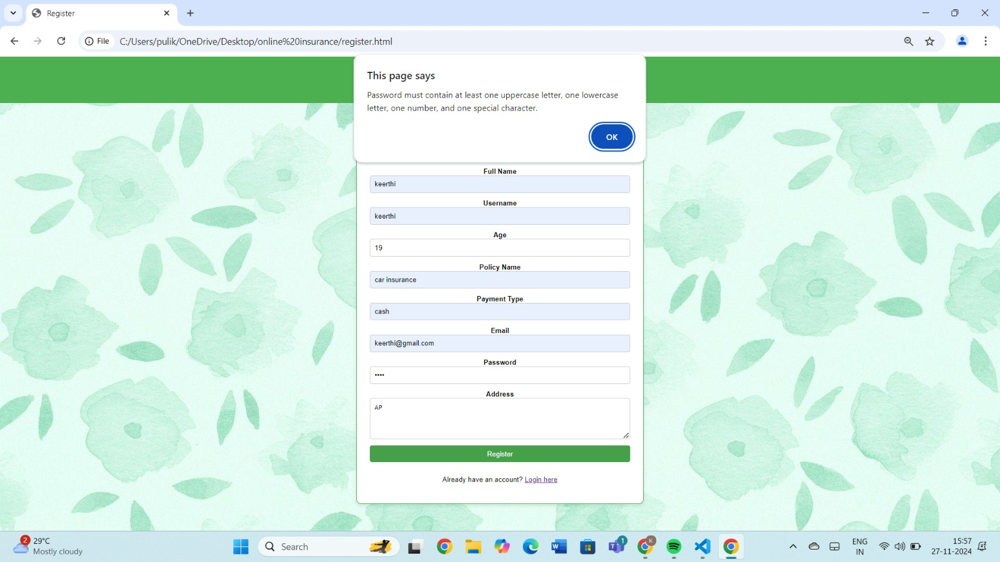 Register
File
C:/Users/pulik/OneDrive/Desktop/online%20insurance/register.html
This page says
Password must contain at least one uppercase letter, one lowercase
letter, one number, and one special character.
OK
Full Name
keerthi
Username
keerthi
Age
19
Policy Name
car insurance
Payment Type
cash
Email
keerthi@gmail.com
Password
••••
Address
AP
Register
Already have an account? Login here
2
29°C
Mostly cloudy
Search
W
T
1
K
ENG
IN
15:57
27-11-2024